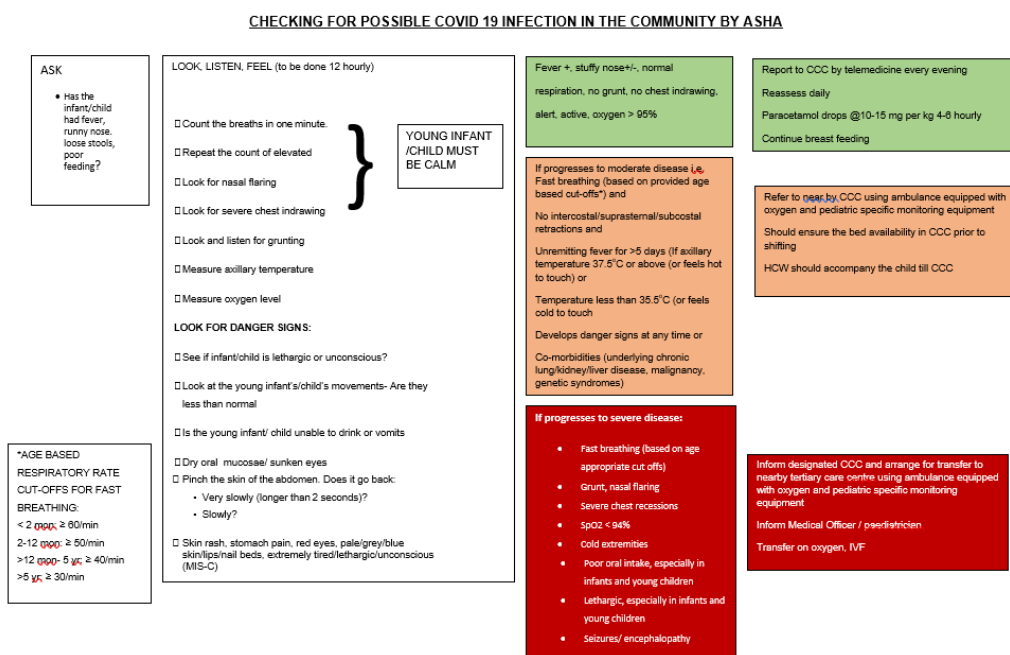 CHECKING FOR POSSIBLE COVID 19 INFECTION IN THE COMMUNITY BY ASHA
ASK
• Has the
infant/child
had fever,
runny nose.
loose stools,
poor
feeding?
*AGE BASED
RESPIRATORY RATE
CUT-OFFS FOR FAST
BREATHING:
< 2 mon: ≥ 60/min
2-12 mon: ≥ 50/min
>12 mon- 5 yr: ≥ 40/min
>5 yr: ≥ 30/min
LOOK, LISTEN, FEEL (to be done 12 hourly)
Count the breaths in one minute.
Repeat the count of elevated
Look for nasal flaring
Look for severe chest indrawing
Look and listen for grunting
Measure axillary temperature
Measure oxygen level
LOOK FOR DANGER SIGNS:
See if infant/child is lethargic or unconscious?
Look at the young infant's/child's movements- Are they
less than normal
Is the young infant/ child unable to drink or vomits
Dry oral mucosae/ sunken eyes
Pinch the skin of the abdomen. Does it go back:
• Very slowly (longer than 2 seconds)?
• Slowly?
Skin rash, stomach pain, red eyes, pale/grey/blue
skin/lips/nail beds, extremely tired/lethargic/unconscious
(MIS-C)
YOUNG INFANT
/CHILD MUST
BE CALM
Fever +, stuffy nose+/-, normal
respiration, no grunt, no chest indrawing,
alert, active, oxygen > 95%
Report to CCC by telemedicine every evening
Reassess daily
Paracetamol drops @10-15 mg per kg 4-6 hourly
Continue breast feeding
If progresses to moderate disease i.e.
Fast breathing (based on provided age
based cut-offs*) and
No intercostal/suprasternal/subcostal
retractions and
Unremitting fever for >5 days (If axillary
temperature 37.5°C or above (or feels hot
to touch) or
Temperature less than 35.5°C (or feels
cold to touch
Develops danger signs at any time or
Co-morbidities (underlying chronic
lung/kidney/liver disease, malignancy,
genetic syndromes)
Refer to near by CCC using ambulance equipped with
oxygen and pediatric specific monitoring equipment
Should ensure the bed availability in CCC prior to
shifting
HCW should accompany the child till CCC
If progresses to severe disease:
• Fast breathing (based on age
appropriate cut offs)
• Grunt, nasal flaring
• Severe chest recessions
• SpO2 < 94%
• Cold extremities
• Poor oral intake, especially in
infants and young children
• Lethargic, especially in infants and
young children
• Seizures/ encephalopathy
Inform designated CCC and arrange for transfer to
nearby tertiary care centre using ambulance equipped
with oxygen and pediatric specific monitoring
equipment
Inform Medical Officer / paediatrician
Transfer on oxygen, IVF